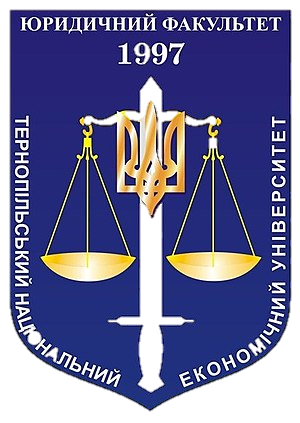 ЮРИДИЧНИЙ ФАКУЛЬТЕТ
1997
ТЕРНОПІЛЬСЬКИЙ НАЦІОНАЛЬНИЙ
ЕКОНОМІЧНИЙ УНІВЕРСИТЕТ